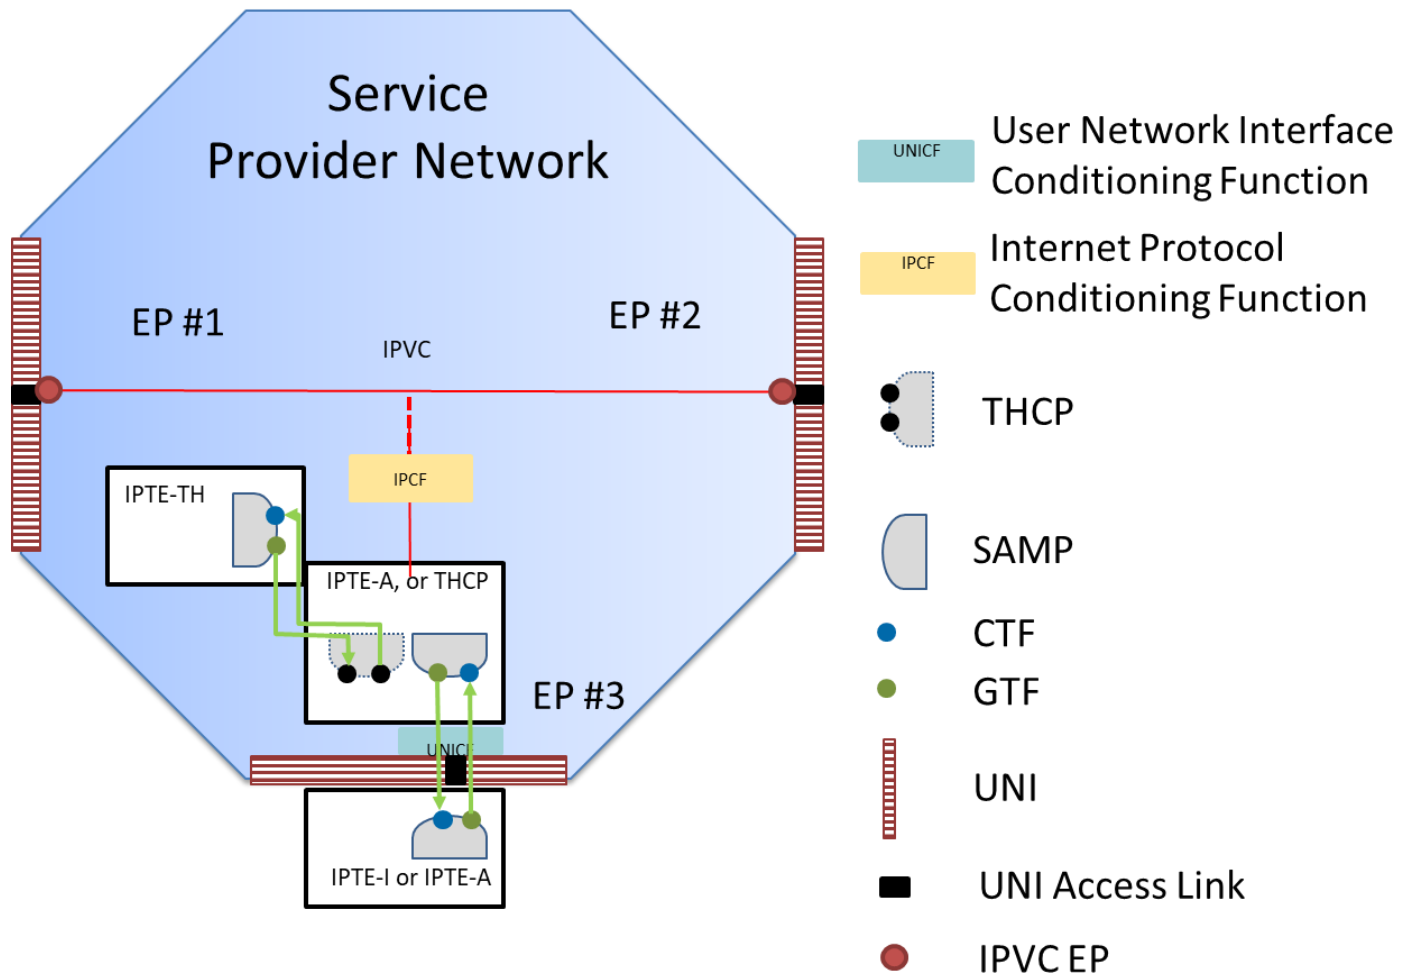 Service
Provider Network
EP #1
EP #2
IPVC
IPCF
IPTE-TH
IPTE-A, or THCP
EP #3
UNICF
IPTE-I or IPTE-A
UNICF
User Network Interface
Conditioning Function
IPCF
Internet Protocol
Conditioning Function
THCP
SAMP
CTF
GTF
UNI
UNI Access Link
IPVC EP